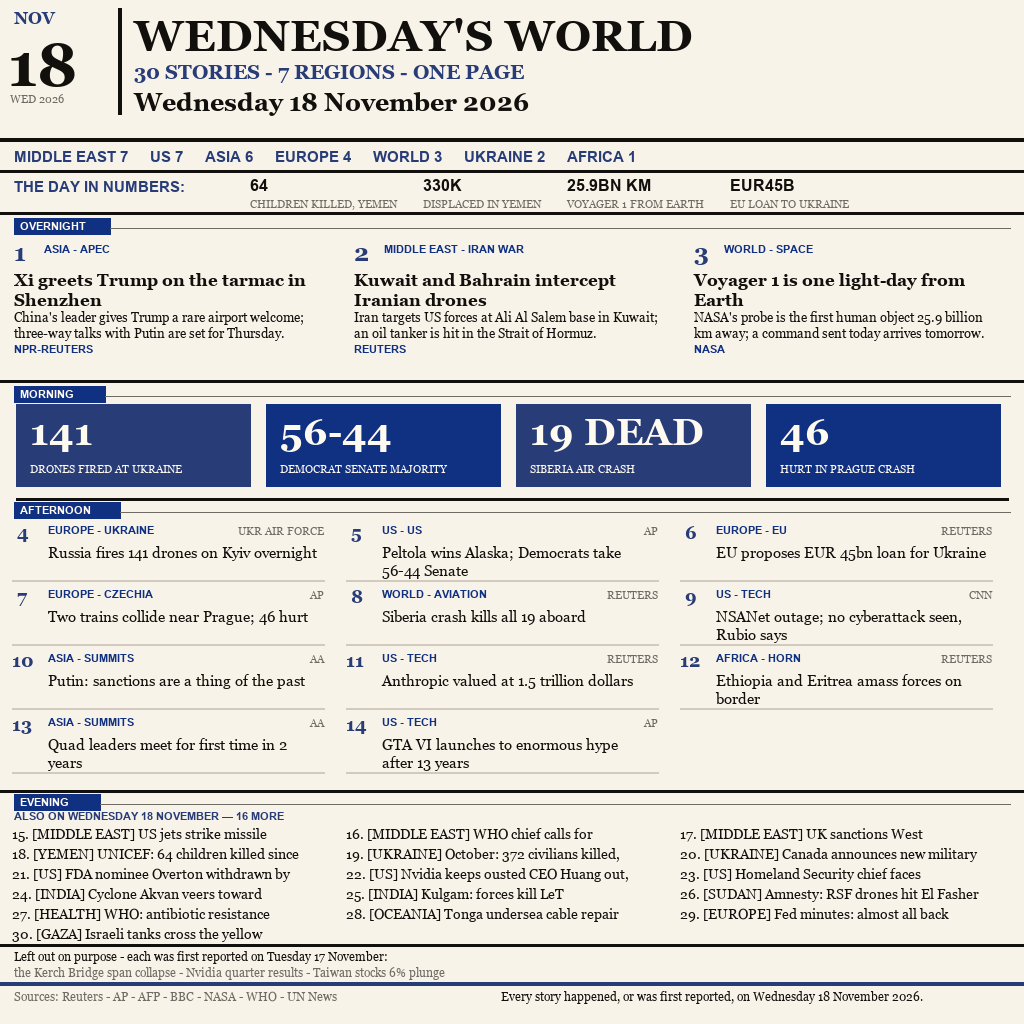 NOV
18
WED 2026
WEDNESDAY'S WORLD
30 STORIES - 7 REGIONS - ONE PAGE
Wednesday 18 November 2026
MIDDLE EAST 7 US 7 ASIA 6 EUROPE 4 WORLD 3 UKRAINE 2 AFRICA 1
THE DAY IN NUMBERS:
64
CHILDREN KILLED, YEMEN
330K
DISPLACED IN YEMEN
25.9BN KM
VOYAGER 1 FROM EARTH
EUR45B
EU LOAN TO UKRAINE
OVERNIGHT
1 ASIA - APEC
Xi greets Trump on the tarmac in
Shenzhen
China's leader gives Trump a rare airport welcome;
three-way talks with Putin are set for Thursday.
NPR-REUTERS
2 MIDDLE EAST - IRAN WAR
Kuwait and Bahrain intercept
Iranian drones
Iran targets US forces at Ali Al Salem base in Kuwait;
an oil tanker is hit in the Strait of Hormuz.
REUTERS
3 WORLD - SPACE
Voyager 1 is one light-day from
Earth
NASA's probe is the first human object 25.9 billion
km away; a command sent today arrives tomorrow.
NASA
MORNING
141
DRONES FIRED AT UKRAINE
56-44
DEMOCRAT SENATE MAJORITY
19 DEAD
SIBERIA AIR CRASH
46
HURT IN PRAGUE CRASH
AFTERNOON
4 EUROPE - UKRAINE UKR AIR FORCE
Russia fires 141 drones on Kyiv overnight
5 US - US AP
Peltola wins Alaska; Democrats take
56-44 Senate
6 EUROPE - EU REUTERS
EU proposes EUR 45bn loan for Ukraine
7 EUROPE - CZECHIA AP
Two trains collide near Prague; 46 hurt
8 WORLD - AVIATION REUTERS
Siberia crash kills all 19 aboard
9 US - TECH CNN
NSANet outage; no cyberattack seen,
Rubio says
10 ASIA - SUMMITS AA
Putin: sanctions are a thing of the past
11 US - TECH REUTERS
Anthropic valued at 1.5 trillion dollars
12 AFRICA - HORN REUTERS
Ethiopia and Eritrea amass forces on
border
13 ASIA - SUMMITS AA
Quad leaders meet for first time in 2
years
14 US - TECH AP
GTA VI launches to enormous hype
after 13 years
EVENING
ALSO ON WEDNESDAY 18 NOVEMBER — 16 MORE
15. [MIDDLE EAST] US jets strike missile
16. [MIDDLE EAST] WHO chief calls for
17. [MIDDLE EAST] UK sanctions West
18. [YEMEN] UNICEF: 64 children killed since
19. [UKRAINE] October: 372 civilians killed,
20. [UKRAINE] Canada announces new military
21. [US] FDA nominee Overton withdrawn by
22. [US] Nvidia keeps ousted CEO Huang out,
23. [US] Homeland Security chief faces
24. [INDIA] Cyclone Akvan veers toward
25. [INDIA] Kulgam: forces kill LeT
26. [SUDAN] Amnesty: RSF drones hit El Fasher
27. [HEALTH] WHO: antibiotic resistance
28. [OCEANIA] Tonga undersea cable repair
29. [EUROPE] Fed minutes: almost all back
30. [GAZA] Israeli tanks cross the yellow
Left out on purpose - each was first reported on Tuesday 17 November:
the Kerch Bridge span collapse - Nvidia quarter results - Taiwan stocks 6% plunge
Sources: Reuters - AP - AFP - BBC - NASA - WHO - UN News
Every story happened, or was first reported, on Wednesday 18 November 2026.